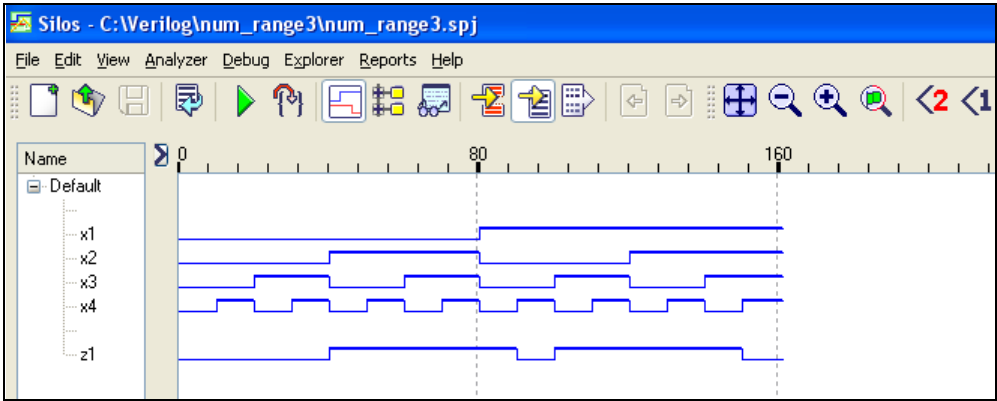 Silos - C:\Verilog\num_range3\num_range3.spj
File Edit View Analyzer Debug Explorer Reports Help
2 1
Name 0 80 160
Default
x1
x2
x3
x4
z1